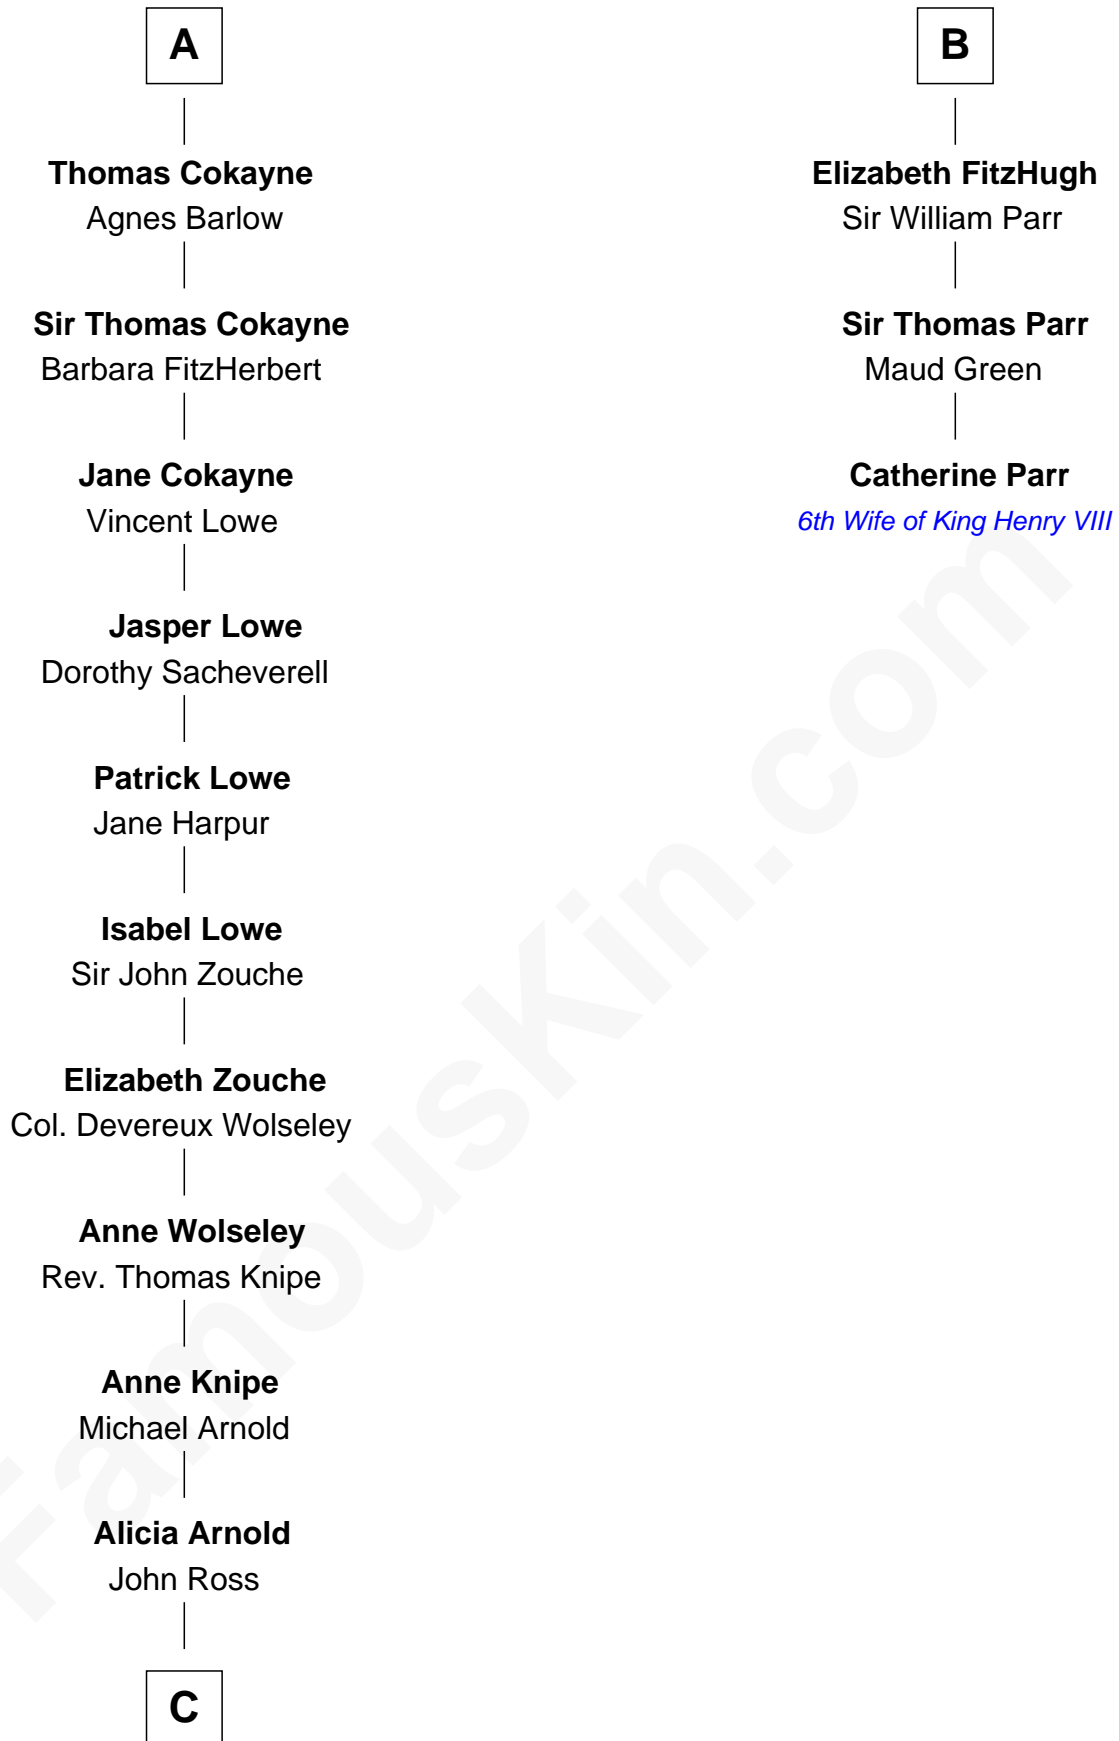 A
Thomas Cokayne
Agnes Barlow
Sir Thomas Cokayne
Barbara FitzHerbert
Jane Cokayne
Vincent Lowe
Jasper Lowe
Dorothy Sacheverell
Patrick Lowe
Jane Harpur
Isabel Lowe
Sir John Zouche
Elizabeth Zouche
Col. Devereux Wolseley
Anne Wolseley
Rev. Thomas Knipe
Anne Knipe
Michael Arnold
Alicia Arnold
John Ross
C
B
Elizabeth FitzHugh
Sir William Parr
Sir Thomas Parr
Maud Green
Catherine Parr
6th Wife of King Henry VIII
FamousKin.com